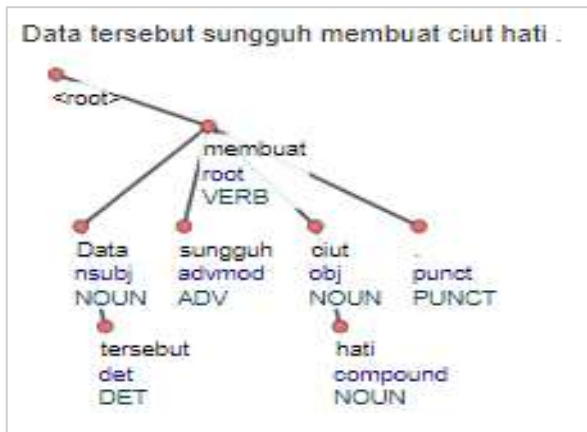 Data tersebut sungguh membuat ciut hati .
<root>
membuat
root
VERB
Data sungguh ciut .
nsubj advmod obj punct
NOUN ADV NOUN PUNCT
tersebut hati
det compound
DET NOUN